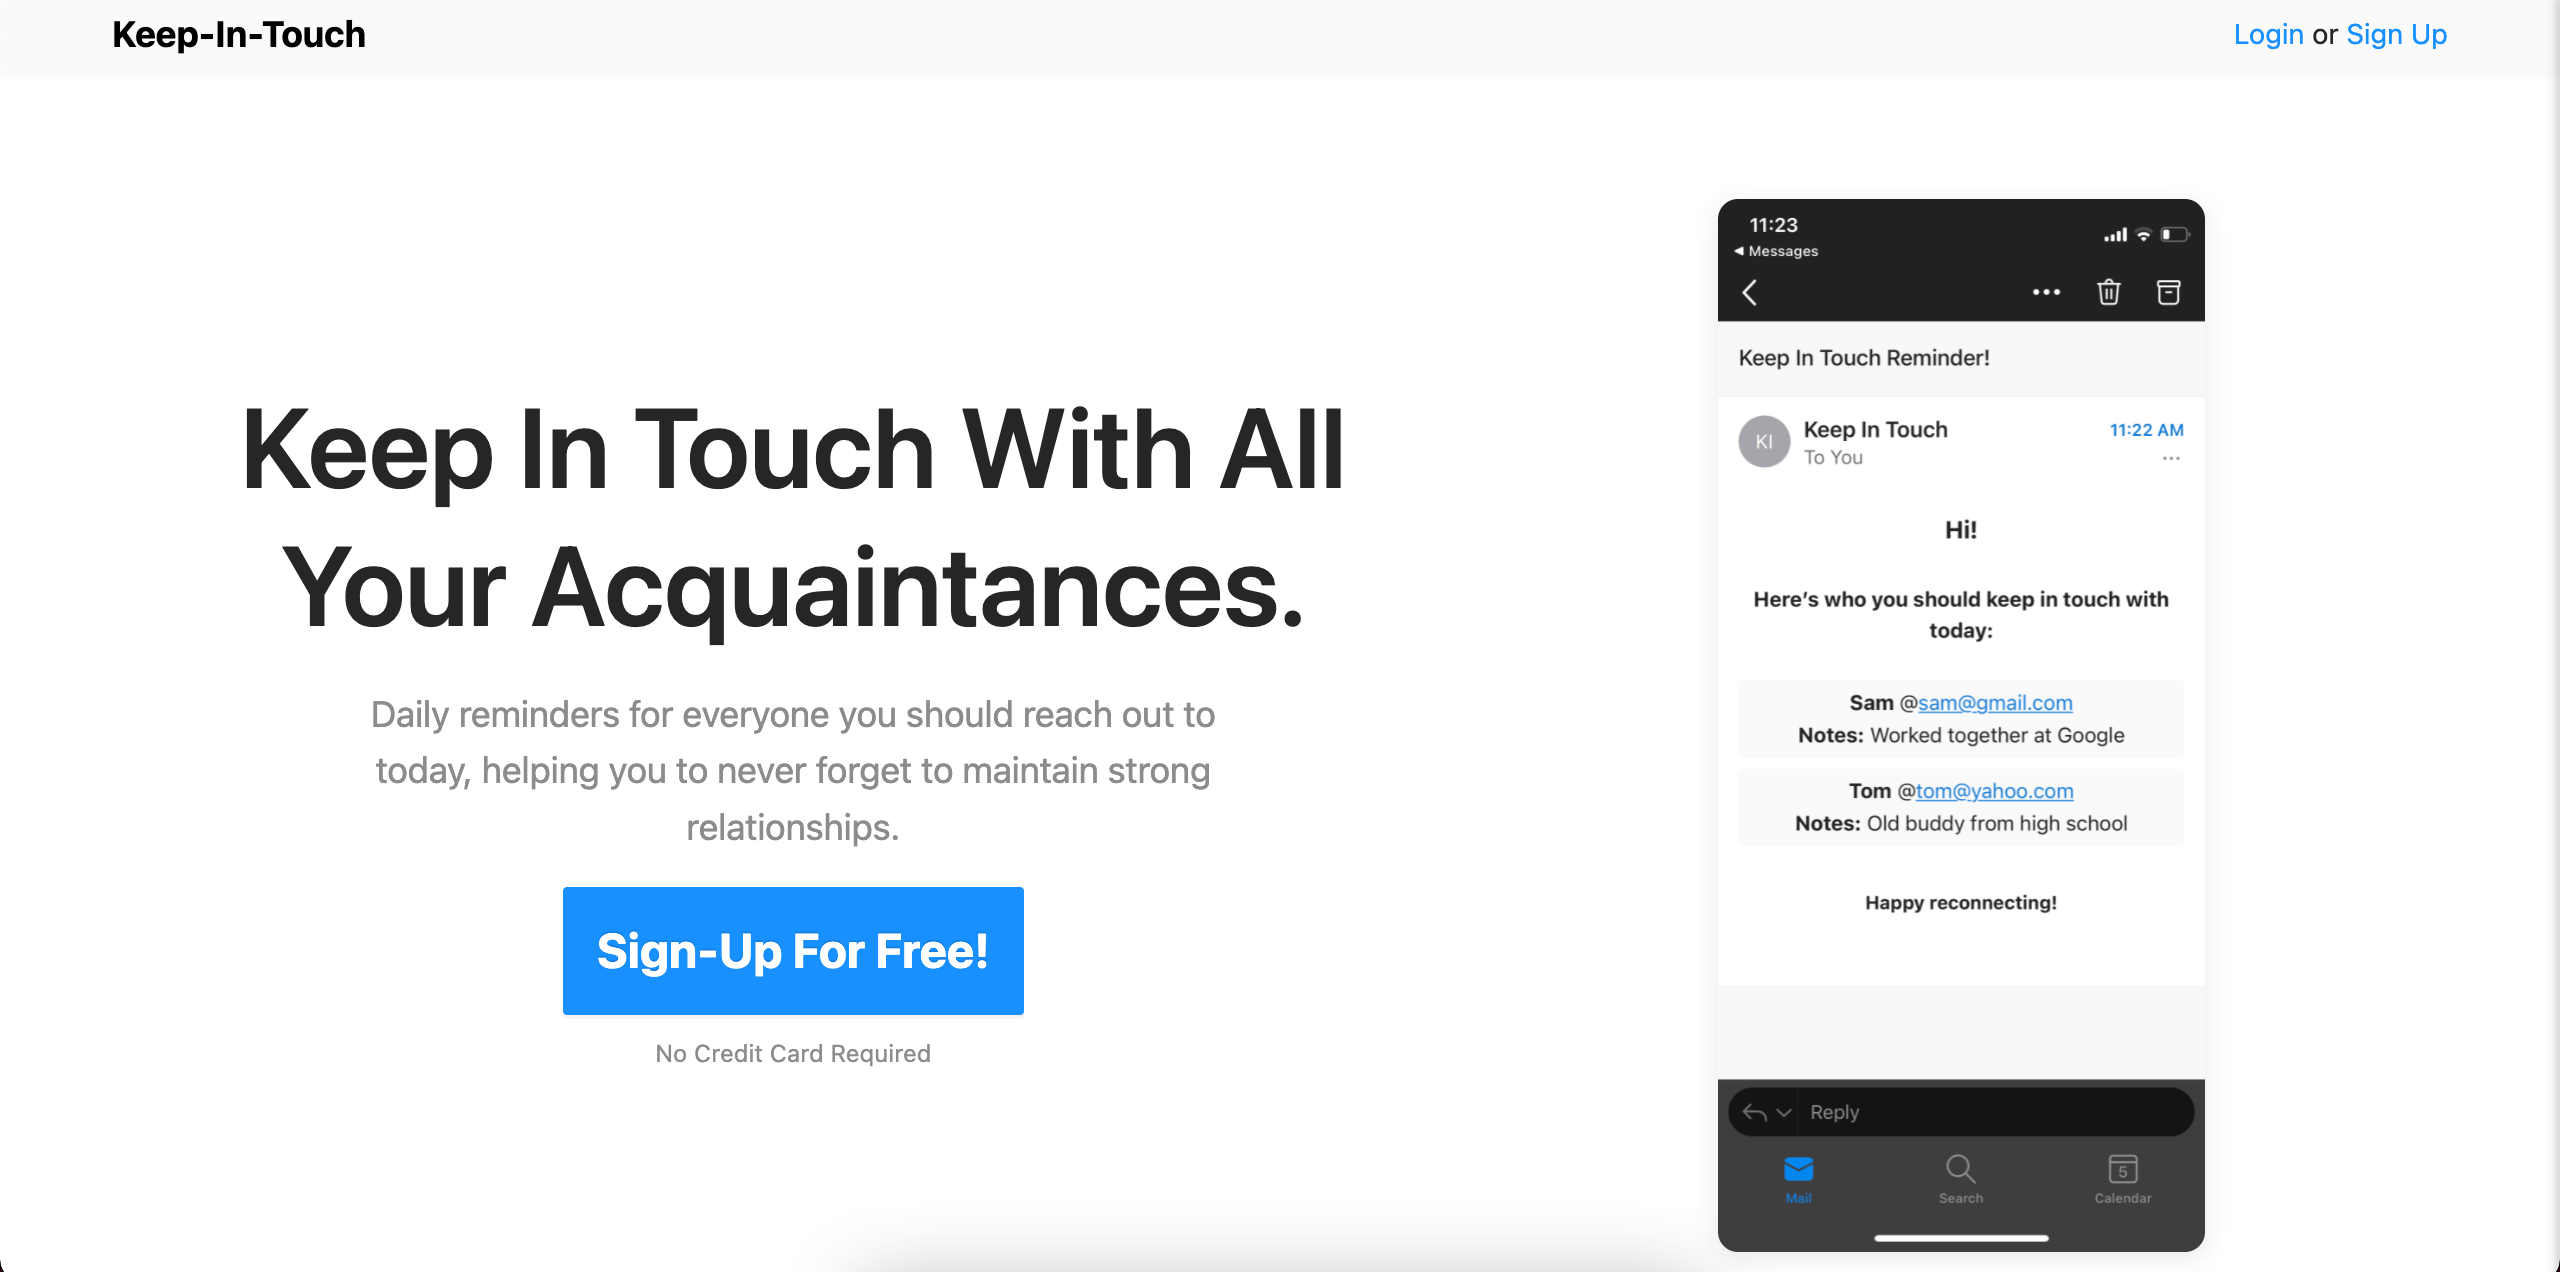 Keep-In-Touch
Login or Sign Up
Keep In Touch With All
Your Acquaintances.
Daily reminders for everyone you should reach out to
today, helping you to never forget to maintain strong
relationships.
Sign-Up For Free!
No Credit Card Required
11:23
Messages
Keep In Touch Reminder!
KI
Keep In Touch
11:22 AM
To You
Hi!
Here's who you should keep in touch with
today:
Sam @sam@gmail.com
Notes: Worked together at Google
Tom @tom@yahoo.com
Notes: Old buddy from high school
Happy reconnecting!
Reply
5
Mail
Search
Calendar